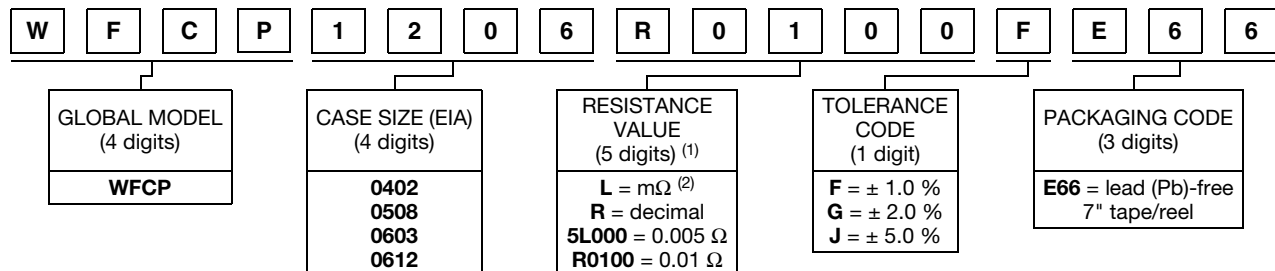 W F C P 1 2 0 6 R 0 1 0 0 F E 6 6
GLOBAL MODEL
(4 digits)
WFCP
CASE SIZE (EIA)
(4 digits)
0402
0508
0603
0612
RESISTANCE
VALUE
(5 digits) (1)
L = mΩ (2)
R = decimal
5L000 = 0.005 Ω
R0100 = 0.01 Ω
TOLERANCE
CODE
(1 digit)
F = ± 1.0 %
G = ± 2.0 %
J = ± 5.0 %
PACKAGING CODE
(3 digits)
E66 = lead (Pb)-free
7" tape/reel